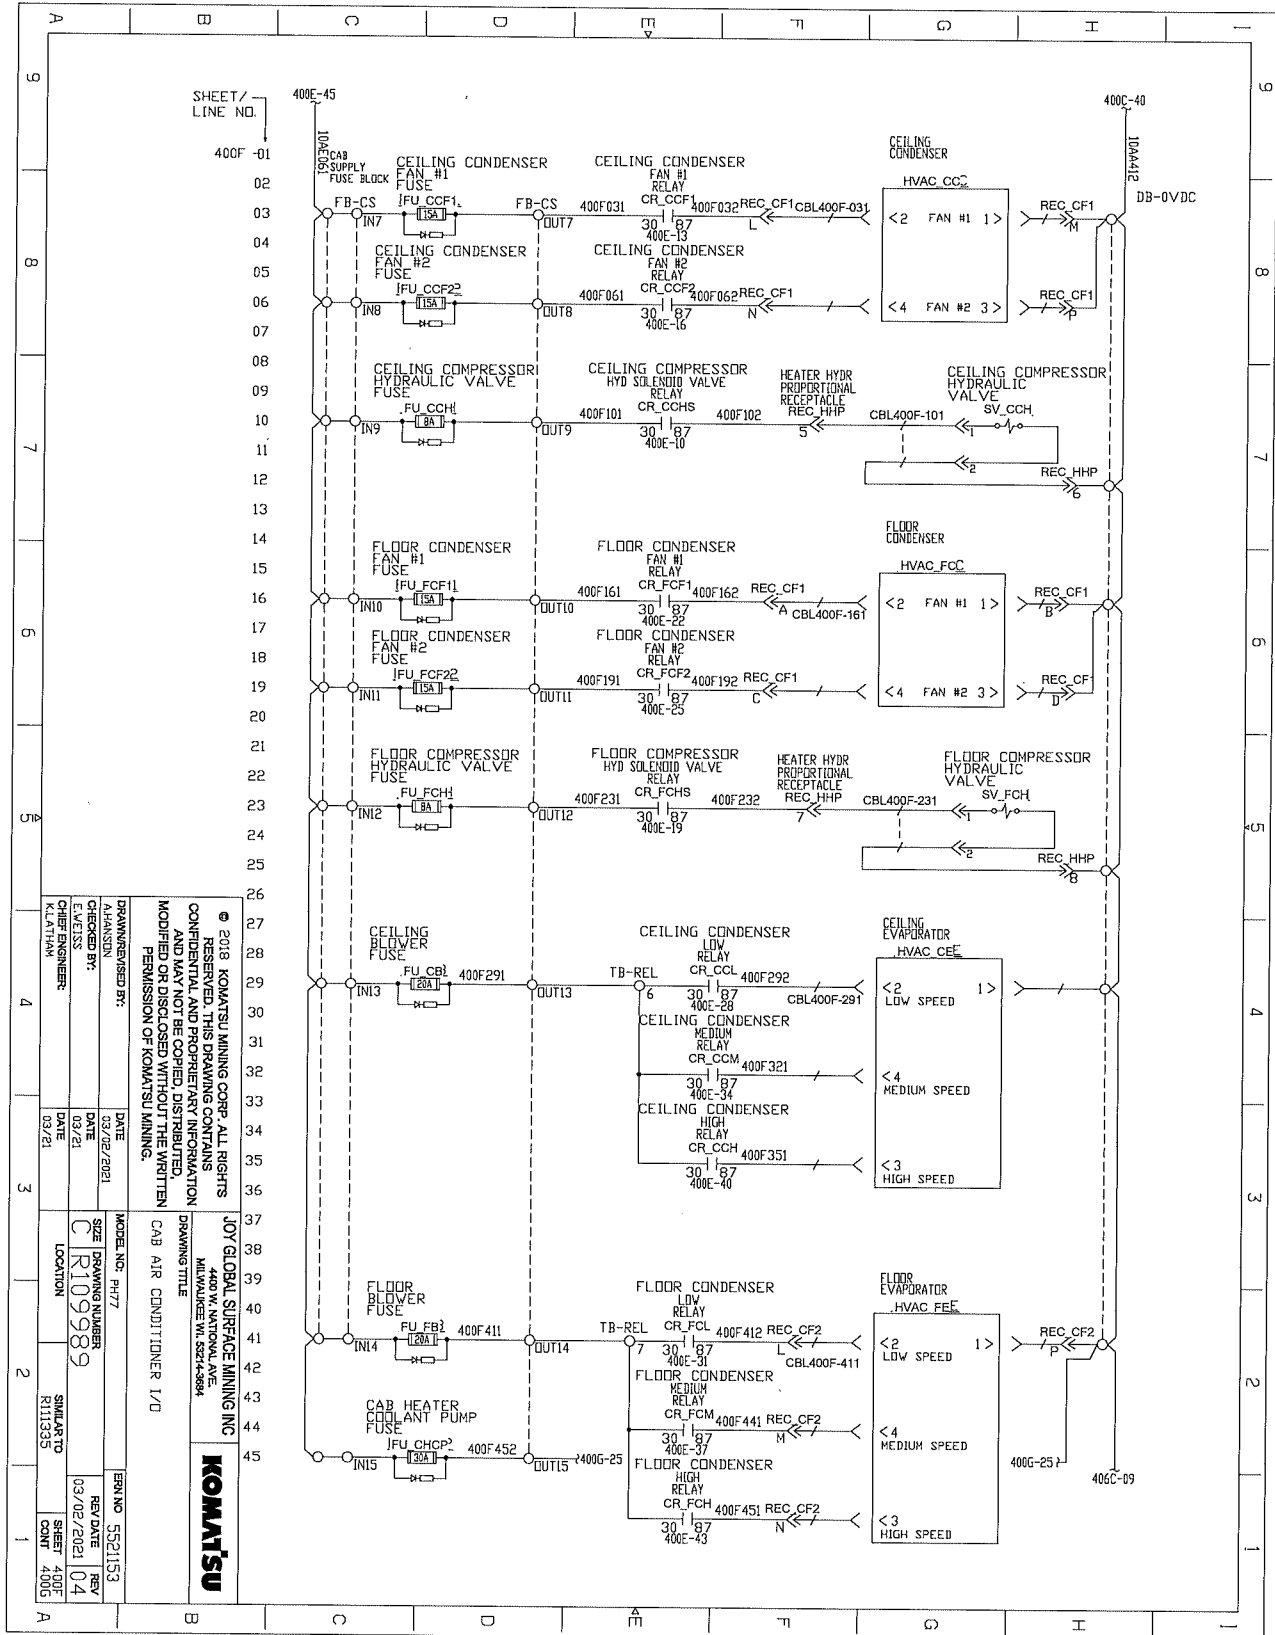 A B C D E F G H I
9
SHEET/
LINE NO.
400E-45
400C-40
10AE061
10AA412
DB-0VDC
400F -01
02
03
04
05
06
07
08
09
10
11
12
13
14
15
16
17
18
19
20
21
22
23
24
25
26
27
28
29
30
31
32
33
34
35
36
37
38
39
40
41
42
43
44
45
CAB
SUPPLY
FUSE BLOCK
CEILING CONDENSER
FAN #1
FUSE
CEILING CONDENSER
FAN #1
RELAY
CEILING
CONDENSER
FB-CS
IN7
FU_CCF1
15A
FB-CS
OUT7
400F031
CR_CCF1
30 87
400E-13
400F032
REC_CF1
L
CBL400F-031
HVAC_CC
<2 FAN #1 1>
REC_CF1
M
CEILING CONDENSER
FAN #2
FUSE
CEILING CONDENSER
FAN #2
RELAY
IN8
FU_CCF2
15A
OUT8
400F061
CR_CCF2
30 87
400E-16
400F062
REC_CF1
N
<4 FAN #2 3>
REC_CF1
P
CEILING COMPRESSOR
HYDRAULIC VALVE
FUSE
CEILING COMPRESSOR
HYD SOLENOID VALVE
RELAY
HEATER HYDR
PROPORTIONAL
RECEPTACLE
CEILING COMPRESSOR
HYDRAULIC
VALVE
IN9
FU_CCH
8A
OUT9
400F101
CR_CCHS
30 87
400E-10
400F102
REC_HHP
5
CBL400F-101
1
SV_CCH
2
REC_HHP
6
FLOOR CONDENSER
FAN #1
FUSE
FLOOR CONDENSER
FAN #1
RELAY
FLOOR
CONDENSER
IN10
FU_FCF1
15A
OUT10
400F161
CR_FCF1
30 87
400E-22
400F162
REC_CF1
A
CBL400F-161
HVAC_FC
<2 FAN #1 1>
REC_CF1
B
FLOOR CONDENSER
FAN #2
FUSE
FLOOR CONDENSER
FAN #2
RELAY
IN11
FU_FCF2
15A
OUT11
400F191
CR_FCF2
30 87
400E-25
400F192
REC_CF1
C
<4 FAN #2 3>
REC_CF1
D
FLOOR COMPRESSOR
HYDRAULIC VALVE
FUSE
FLOOR COMPRESSOR
HYD SOLENOID VALVE
RELAY
HEATER HYDR
PROPORTIONAL
RECEPTACLE
FLOOR COMPRESSOR
HYDRAULIC
VALVE
IN12
FU_FCH
8A
OUT12
400F231
CR_FCHS
30 87
400E-19
400F232
REC_HHP
7
CBL400F-231
1
SV_FCH
2
REC_HHP
8
CEILING
BLOWER
FUSE
CEILING CONDENSER
LOW
RELAY
CEILING
EVAPORATOR
IN13
FU_CB
20A
400F291
OUT13
TB-REL
6
CR_CCL
30 87
400E-28
400F292
CBL400F-291
HVAC_CE
<2 1>
LOW SPEED
CEILING CONDENSER
MEDIUM
RELAY
CR_CCM
30 87
400E-34
400F321
<4
MEDIUM SPEED
CEILING CONDENSER
HIGH
RELAY
CR_CCH
30 87
400E-40
400F351
<3
HIGH SPEED
FLOOR
BLOWER
FUSE
FLOOR CONDENSER
LOW
RELAY
FLOOR
EVAPORATOR
IN14
FU_FB
20A
400F411
OUT14
TB-REL
7
CR_FCL
30 87
400E-31
400F412
REC_CF2
L
CBL400F-411
HVAC FE
<2 1>
LOW SPEED
REC_CF2
P
FLOOR CONDENSER
MEDIUM
RELAY
CR_FCM
30 87
400E-37
400F441
REC_CF2
M
<4
MEDIUM SPEED
CAB HEATER
COOLANT PUMP
FUSE
IN15
FU_CHCP
30A
400F452
OUT15
400G-25
FLOOR CONDENSER
HIGH
RELAY
CR_FCH
30 87
400E-43
400F451
REC_CF2
N
<3
HIGH SPEED
400G-25
406C-09
© 2018 KOMATSU MINING CORP. ALL RIGHTS
RESERVED. THIS DRAWING CONTAINS
CONFIDENTIAL AND PROPRIETARY INFORMATION
AND MAY NOT BE COPIED, DISTRIBUTED,
MODIFIED OR DISCLOSED WITHOUT THE WRITTEN
PERMISSION OF KOMATSU MINING.
DRAWN/REVISED BY:
A.HANSON
DATE
03/02/2021
CHECKED BY:
E.WEISS
DATE
03/21
CHIEF ENGINEER:
K.LATHAM
DATE
03/21
JOY GLOBAL SURFACE MINING INC
4400 W. NATIONAL AVE.
MILWAUKEE WI. 53214-3684
KOMATSU
DRAWING TITLE
CAB AIR CONDITIONER I/O
MODEL NO: PH77
ERN NO 5521153
SIZE
C
DRAWING NUMBER
R109989
REV DATE
03/02/2021
REV
04
LOCATION
SIMILAR TO
R111335
SHEET 400F
CONT 400G
9
8
7
6
5
4
3
2
1
A B C D E F G H I